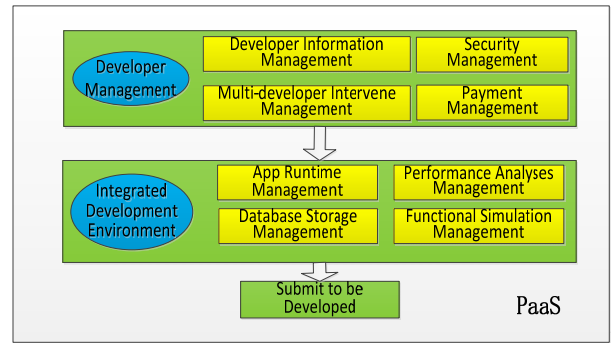 Developer
Management
Developer Information
Management
Security
Management
Multi-developer Intervene
Management
Payment
Management
Integrated
Development
Environment
App Runtime
Management
Performance Analyses
Management
Database Storage
Management
Functional Simulation
Management
Submit to be
Developed
PaaS